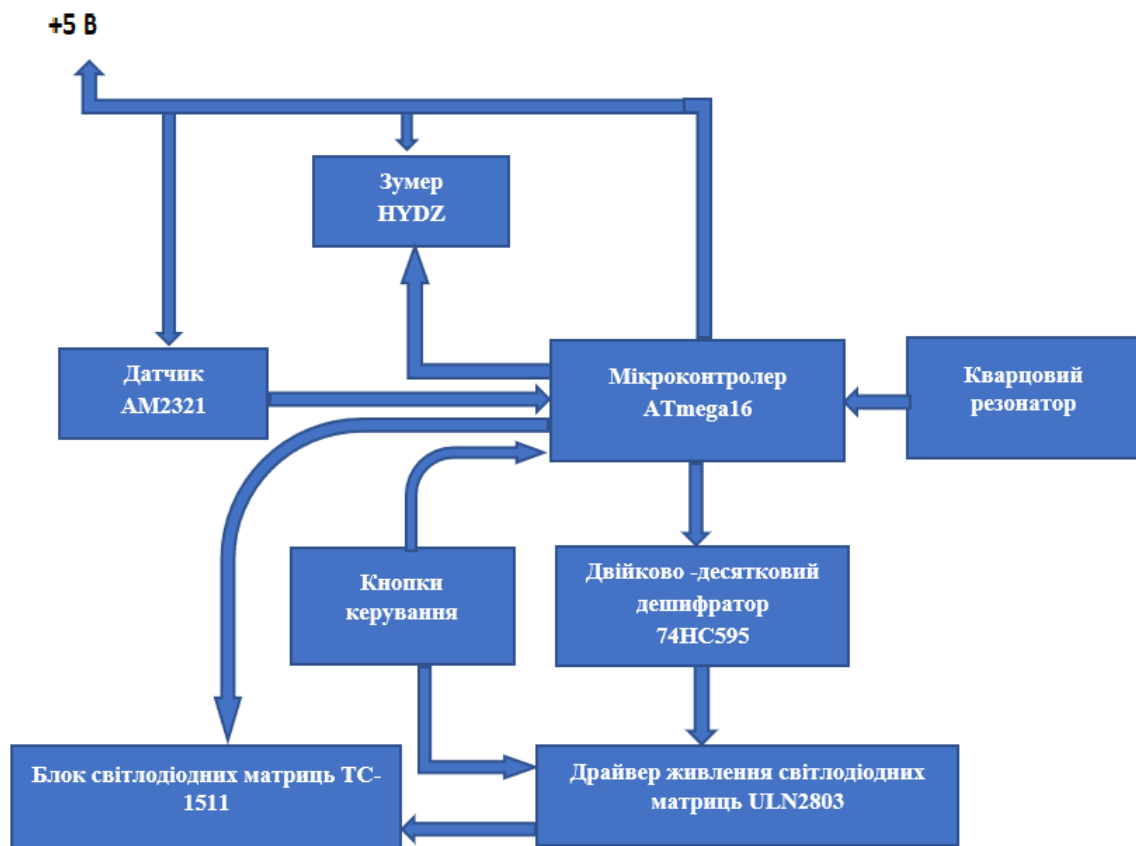 +5 В
Зумер
HYDZ
Датчик
AM2321
Мікроконтролер
ATmega16
Кварцовий
резонатор
Кнопки
керування
Двійково -десятковий
дешифратор
74HC595
Блок світлодіодних матриць TC-
1511
Драйвер живлення світлодіодних
матриць ULN2803